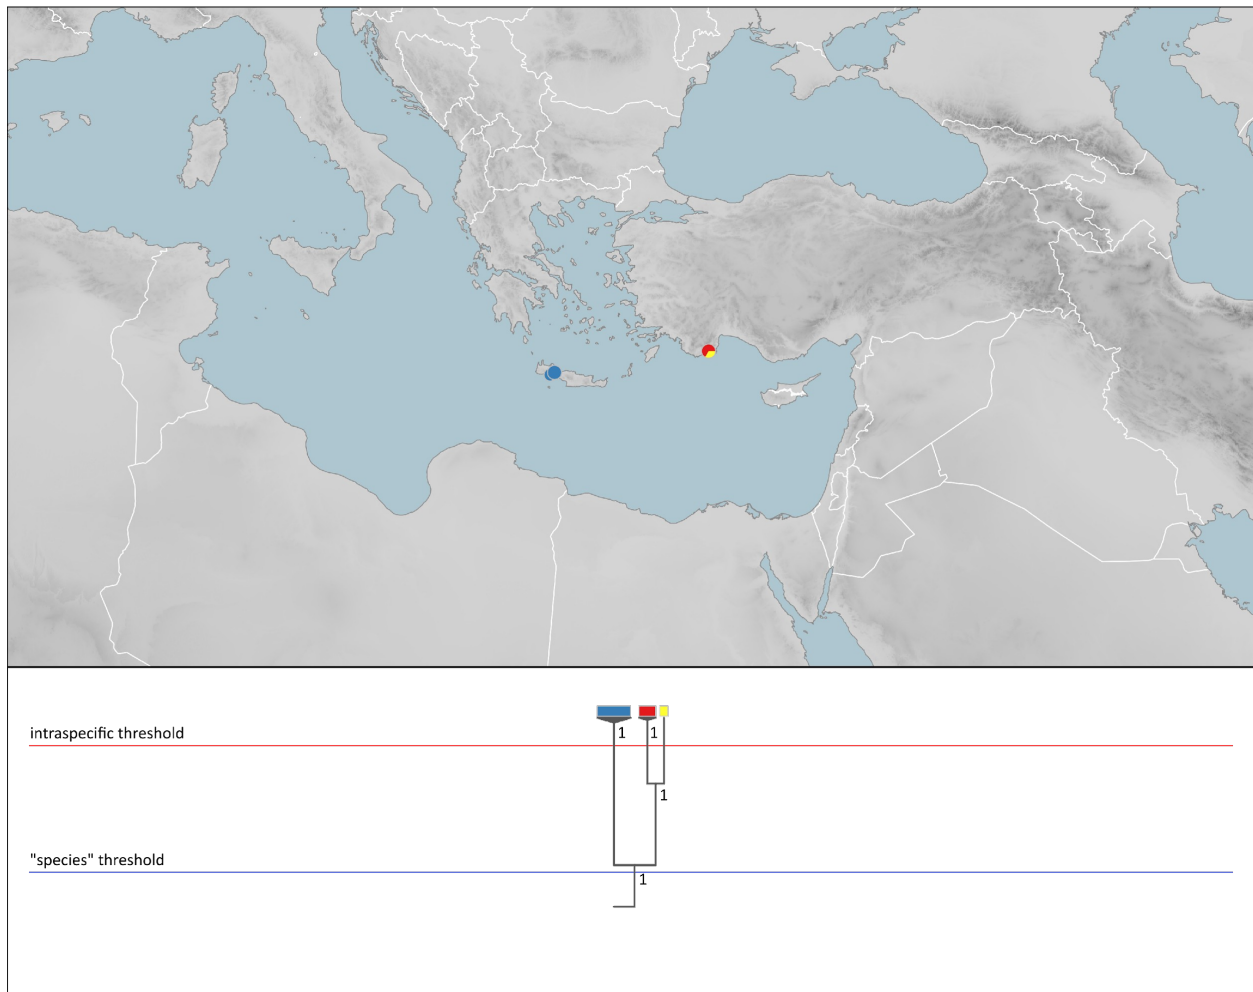 intraspecific threshold
1
1
1
"species" threshold
1